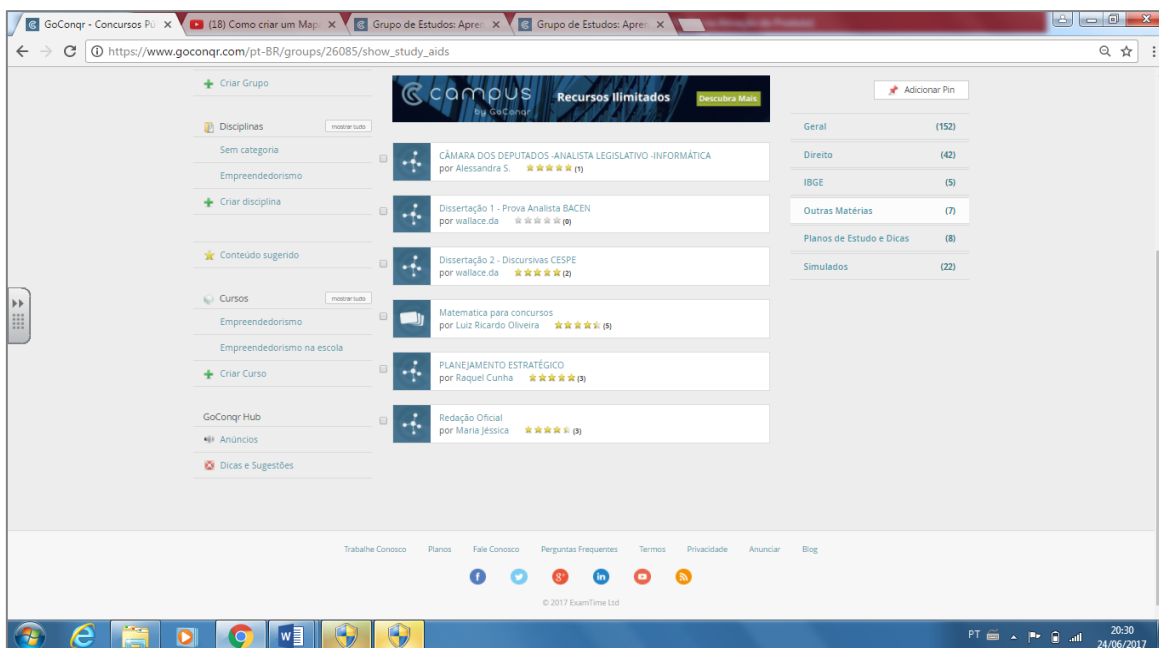 GoConqr - Concursos Pú
(18) Como criar um Map
Grupo de Estudos: Apren
Grupo de Estudos: Apren
https://www.goconqr.com/pt-BR/groups/26085/show_study_aids
Criar Grupo
Disciplinas
mostrar tudo
Sem categoria
Empreendedorismo
Criar disciplina
Conteúdo sugerido
Cursos
mostrar tudo
Empreendedorismo
Empreendedorismo na escola
Criar Curso
GoConqr Hub
Anúncios
Dicas e Sugestões
campus
by GoConqr
Recursos Ilimitados
Descubra Mais
CÂMARA DOS DEPUTADOS -ANALISTA LEGISLATIVO -INFORMÁTICA
por Alessandra S. (1)
Dissertação 1 - Prova Analista BACEN
por wallace.da (0)
Dissertação 2 - Discursivas CESPE
por wallace.da (2)
Matematica para concursos
por Luiz Ricardo Oliveira (5)
PLANEJAMENTO ESTRATÉGICO
por Raquel Cunha (3)
Redação Oficial
por Maria Jéssica (3)
Adicionar Pin
Geral (152)
Direito (42)
IBGE (5)
Outras Matérias (7)
Planos de Estudo e Dicas (8)
Simulados (22)
Trabalhe Conosco Planos Fale Conosco Perguntas Frequentes Termos Privacidade Anunciar Blog
© 2017 ExamTime Ltd
PT
20:30
24/06/2017